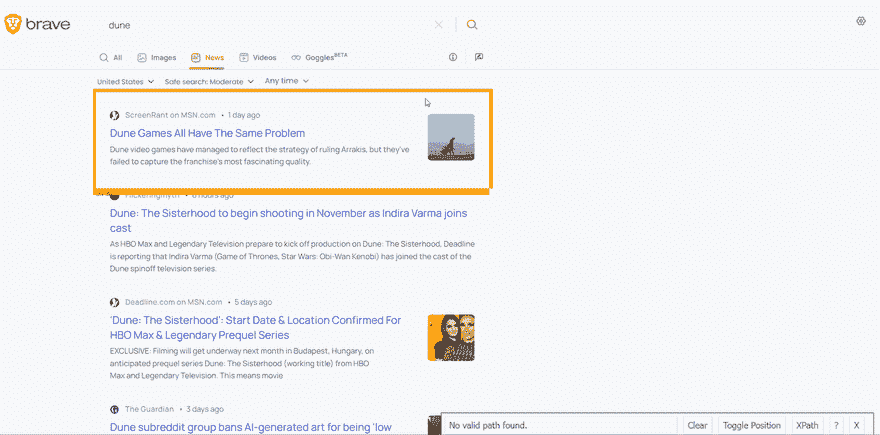 brave
dune
All Images News Videos Goggles BETA
United States Safe search: Moderate Any time
ScreenRant on MSN.com • 1 day ago
Dune Games All Have The Same Problem
Dune video games have managed to reflect the strategy of ruling Arrakis, but they've
failed to capture the franchise's most fascinating quality.
Dune: The Sisterhood to begin shooting in November as Indira Varma joins
cast
As HBO Max and Legendary Television prepare to kick off production on Dune: The Sisterhood, Deadline
is reporting that Indira Varma (Game of Thrones, Star Wars: Obi-Wan Kenobi) has joined the cast of the
Dune spinoff television series.
Deadline.com on MSN.com • 5 days ago
'Dune: The Sisterhood': Start Date & Location Confirmed For
HBO Max & Legendary Prequel Series
EXCLUSIVE: Filming will get underway next month in Budapest, Hungary, on
anticipated prequel series Dune: The Sisterhood (working title) from HBO
Max and Legendary Television. This means movie
The Guardian • 3 days ago
Dune subreddit group bans AI-generated art for being 'low
No valid path found. Clear Toggle Position XPath ? X